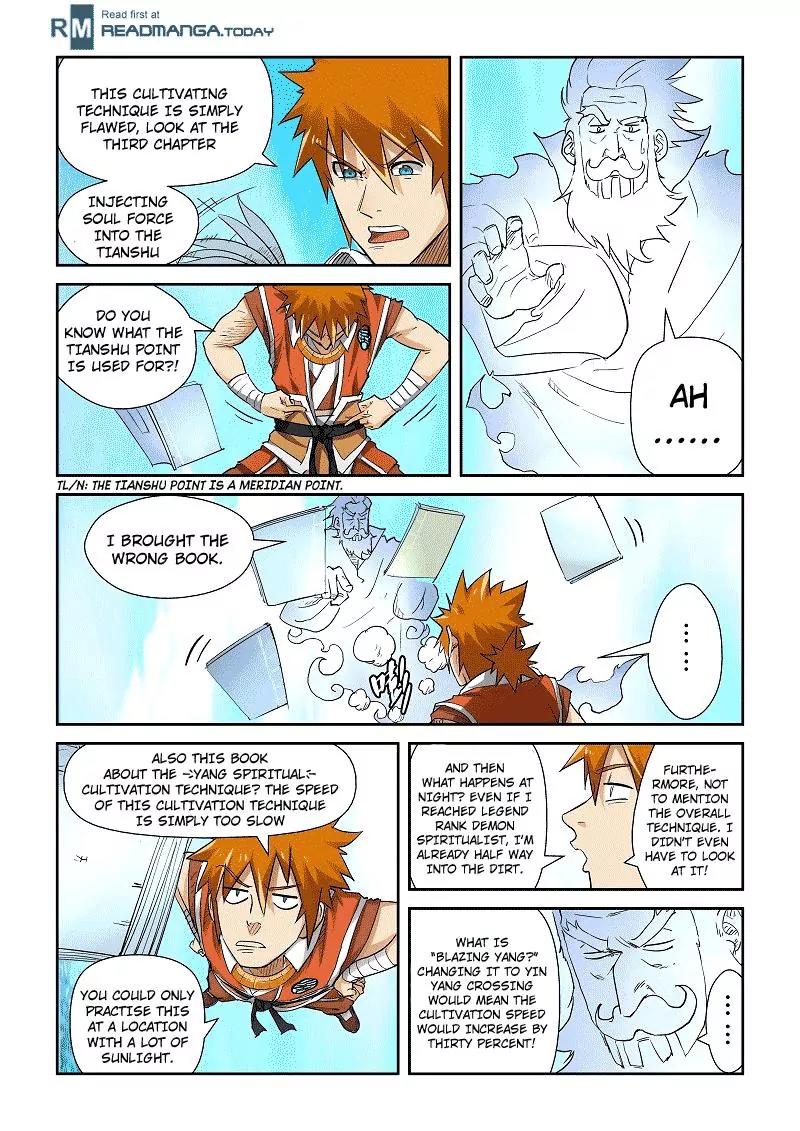 Read first at
RM READMANGA.TODAY
THIS CULTIVATING
TECHNIQUE IS SIMPLY
FLAWED, LOOK AT THE
THIRD CHAPTER
INJECTING
SOUL FORCE
INTO THE
TIANSHU
AH
......
DO YOU
KNOW WHAT THE
TIANSHU POINT
IS USED FOR?!
TL/N: THE TIANSHU POINT IS A MERIDIAN POINT.
I BROUGHT THE
WRONG BOOK.
....
ALSO THIS BOOK
ABOUT THE -YANG SPIRITUAL-
CULTIVATION TECHNIQUE? THE SPEED
OF THIS CULTIVATION TECHNIQUE
IS SIMPLY TOO SLOW
YOU COULD ONLY
PRACTISE THIS
AT A LOCATION
WITH A LOT OF
SUNLIGHT.
AND THEN
WHAT HAPPENS AT
NIGHT? EVEN IF I
REACHED LEGEND
RANK DEMON
SPIRITUALIST, I'M
ALREADY HALF WAY
INTO THE DIRT.
FURTHE-
RMORE, NOT
TO MENTION
THE OVERALL
TECHNIQUE. I
DIDN'T EVEN
HAVE TO LOOK
AT IT!
WHAT IS
"BLAZING YANG?"
CHANGING IT TO YIN
YANG CROSSING
WOULD MEAN THE
CULTIVATION SPEED
WOULD INCREASE BY
THIRTY PERCENT!
....